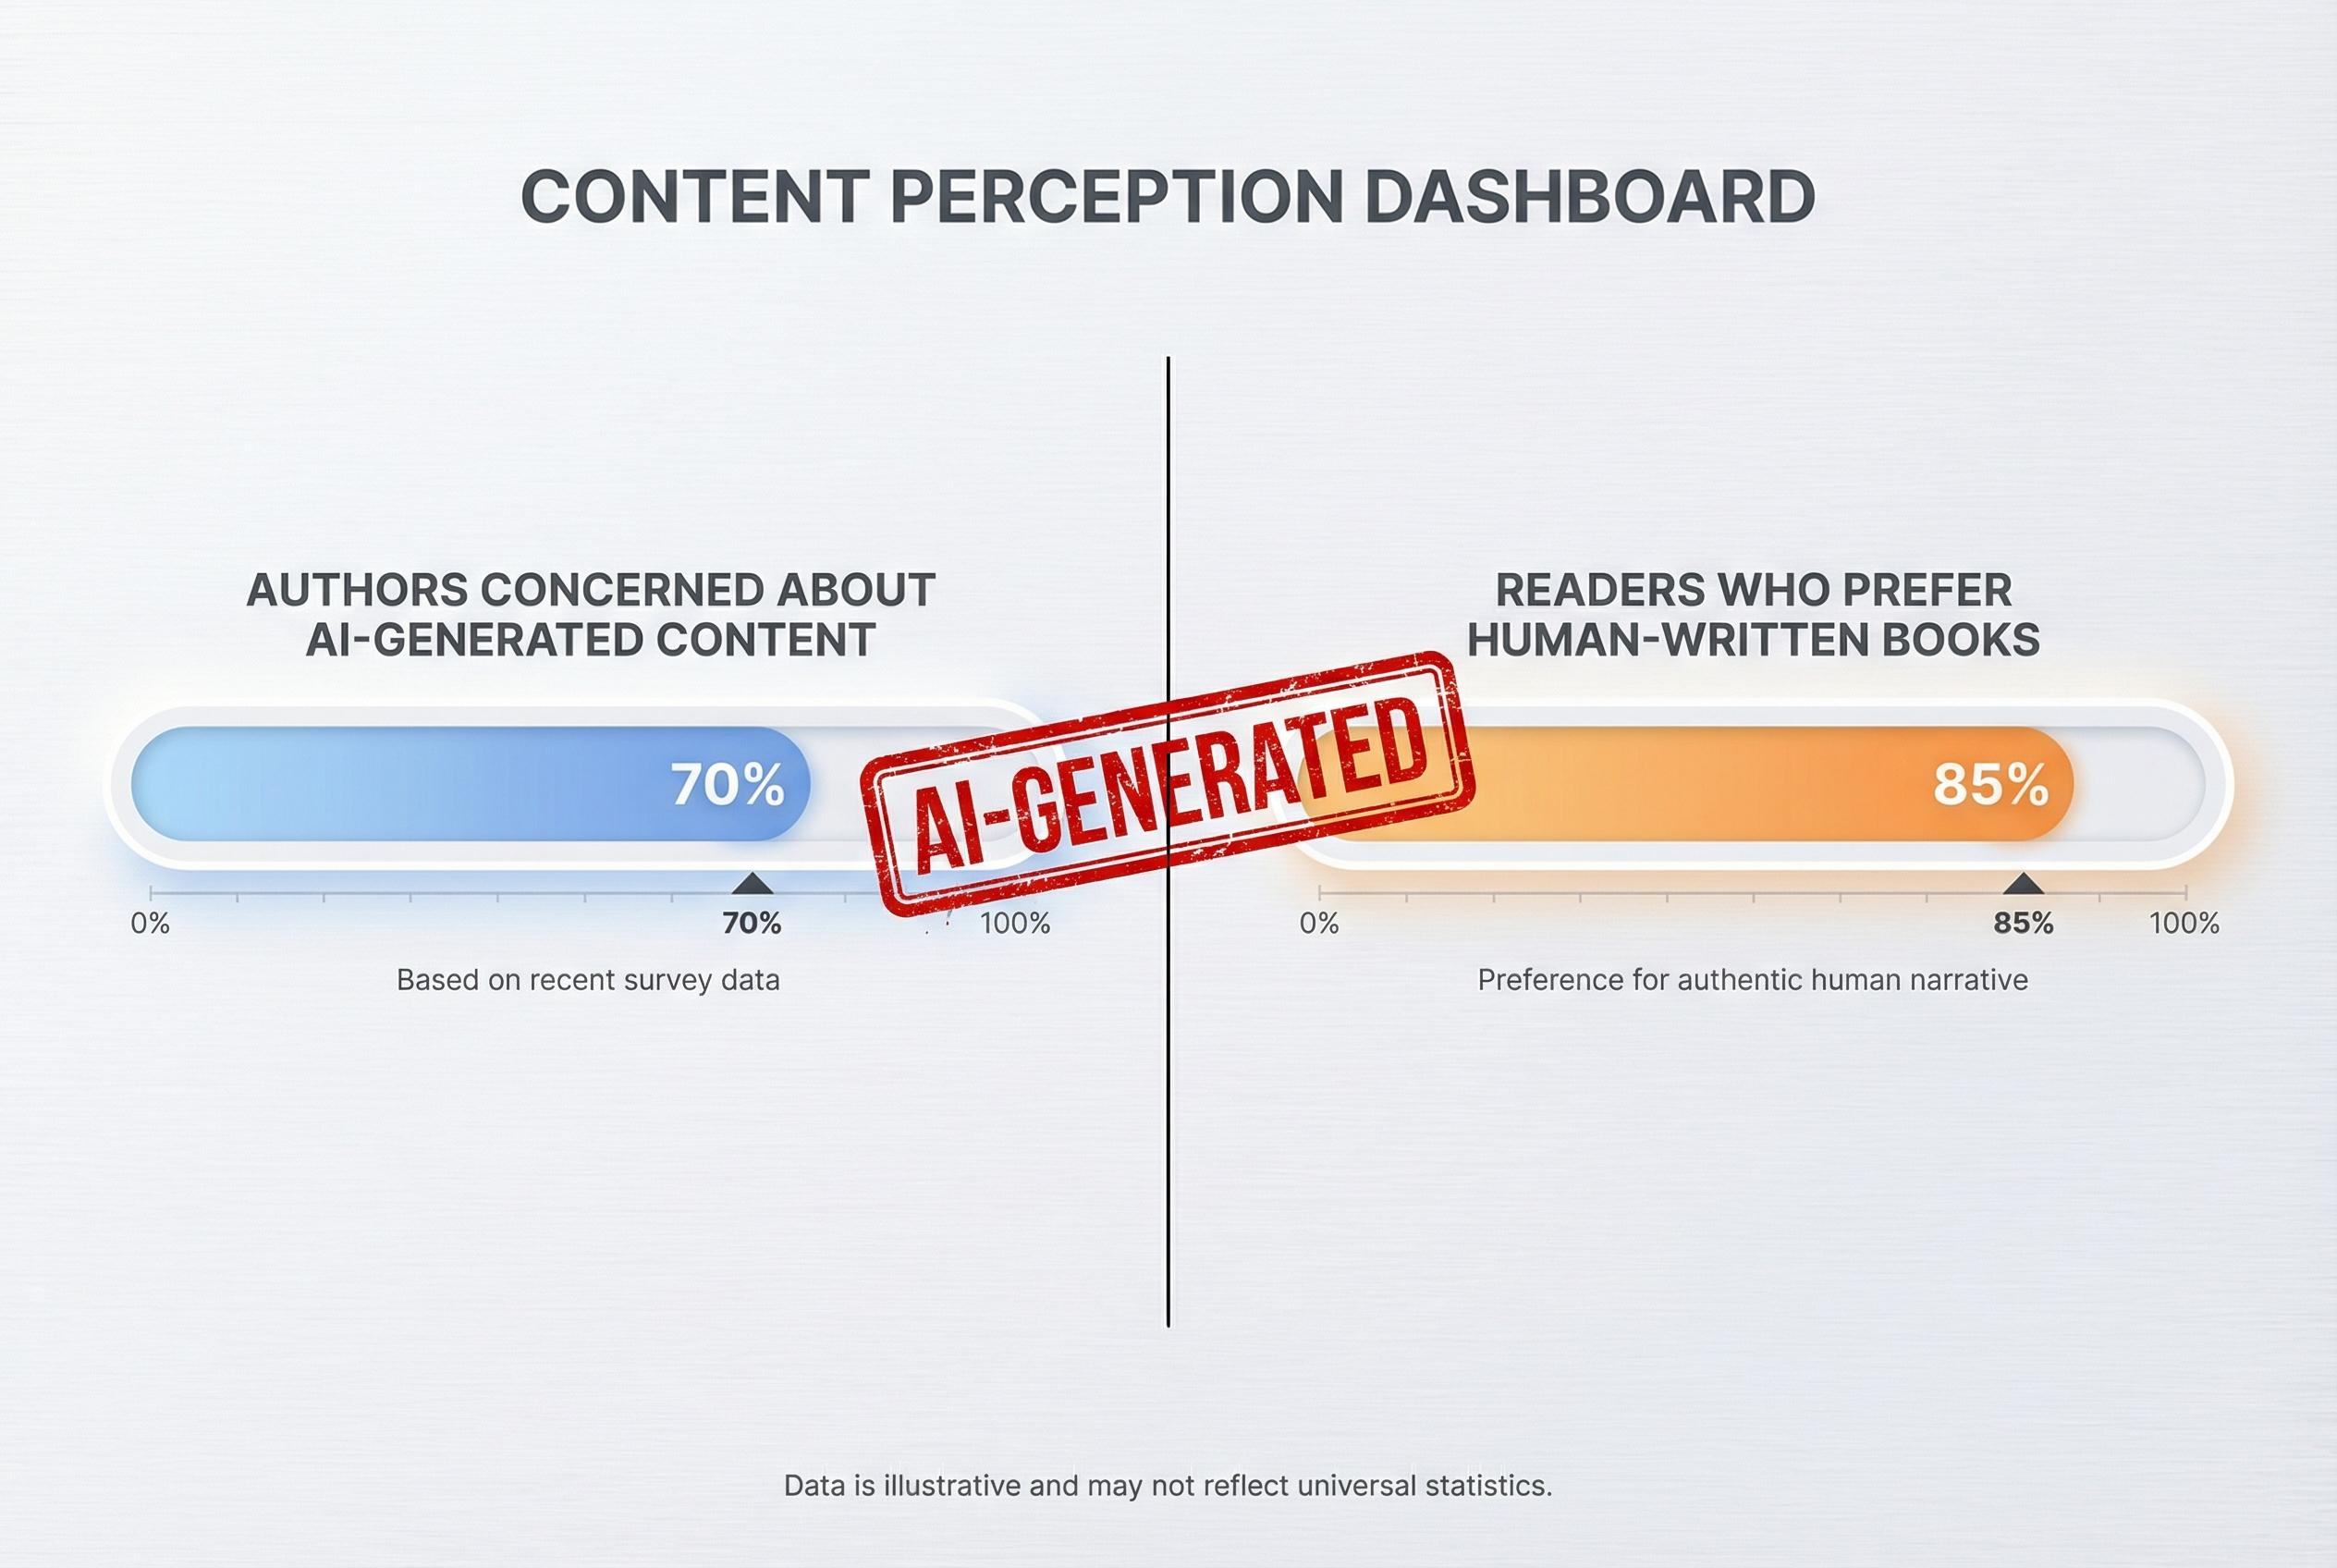 CONTENT PERCEPTION DASHBOARD
AUTHORS CONCERNED ABOUT
AI-GENERATED CONTENT
70%
0%
70%
100%
Based on recent survey data
AI-GENERATED
READERS WHO PREFER
HUMAN-WRITTEN BOOKS
85%
0%
85%
100%
Preference for authentic human narrative
Data is illustrative and may not reflect universal statistics.